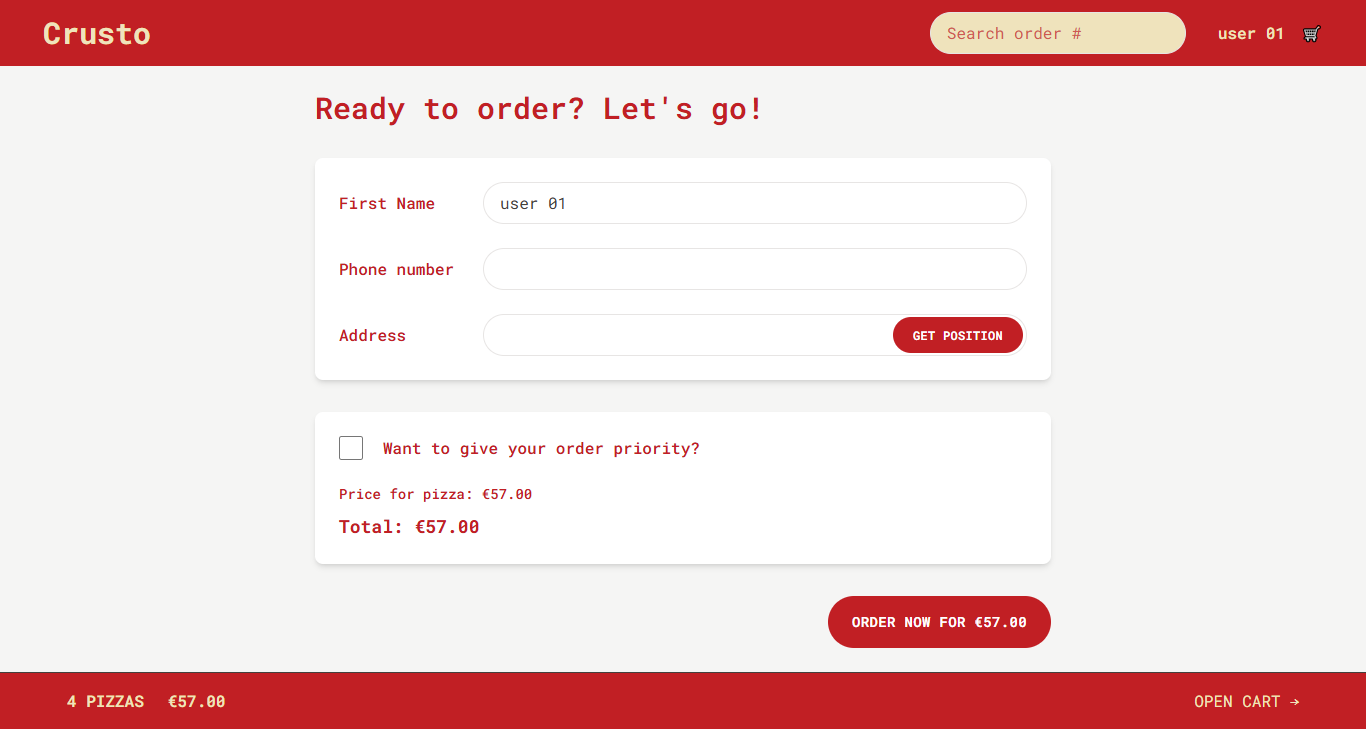 Crusto
Search order #
user 01
Ready to order? Let's go!
First Name
user 01
Phone number
Address
GET POSITION
Want to give your order priority?
Price for pizza: €57.00
Total: €57.00
ORDER NOW FOR €57.00
4 PIZZAS €57.00
OPEN CART →